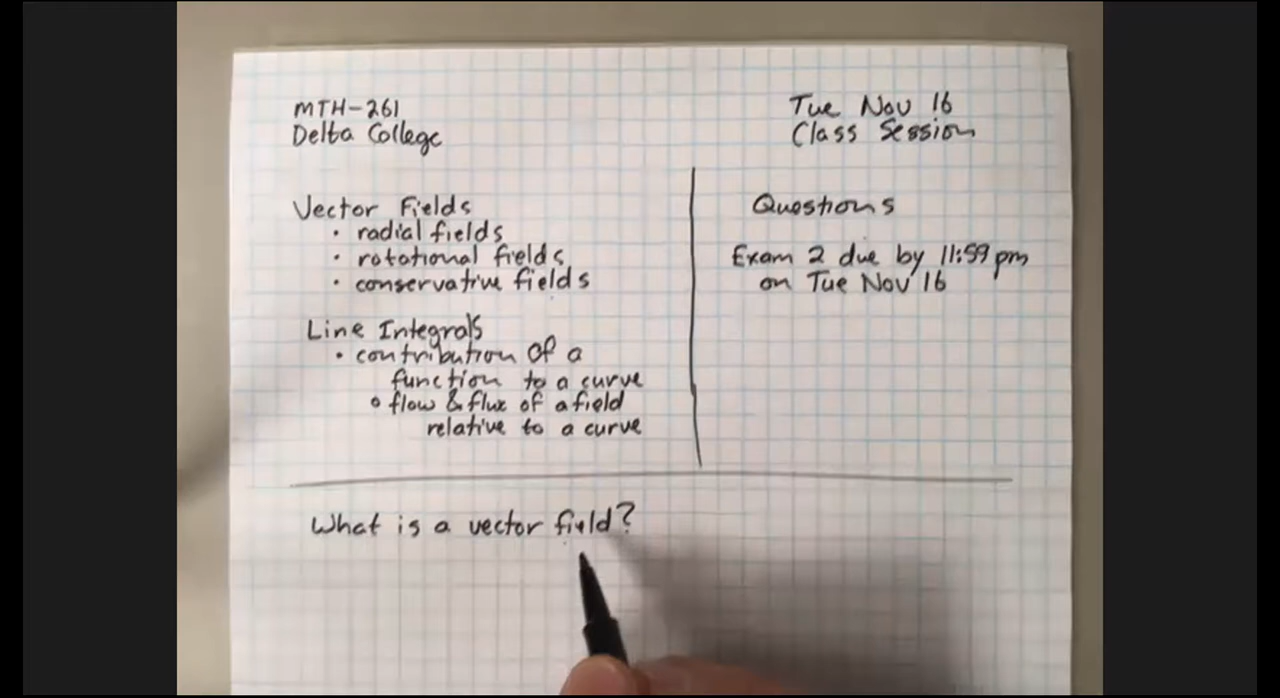 MTH-261
Delta College
Tue Nov 16
Class Session
Vector Fields
• radial fields
• rotational fields
• conservative fields
Line Integrals
• contribution of a
function to a curve
• flow & flux of a field
relative to a curve
Questions
Exam 2 due by 11:59 pm
on Tue Nov 16
What is a vector field?